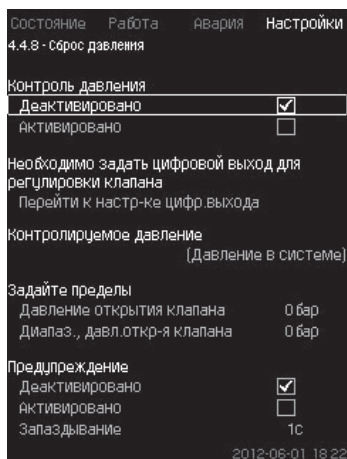 Состояние Работа Авария Настройки
4.4.8 - Сброс давления
Контроль давления
Деактивировано
Активировано
Необходимо задать цифровой выход для
регулировки клапана
Перейти к настр-ке цифр.выхода
Контролируемое давление
(Давление в системе)
Задайте пределы
Давление открытия клапана 0 бар
Диапаз., давл.откр-я клапана 0 бар
Предупреждение
Деактивировано
Активировано
Запаздывание 1с
2012-06-01 18:22